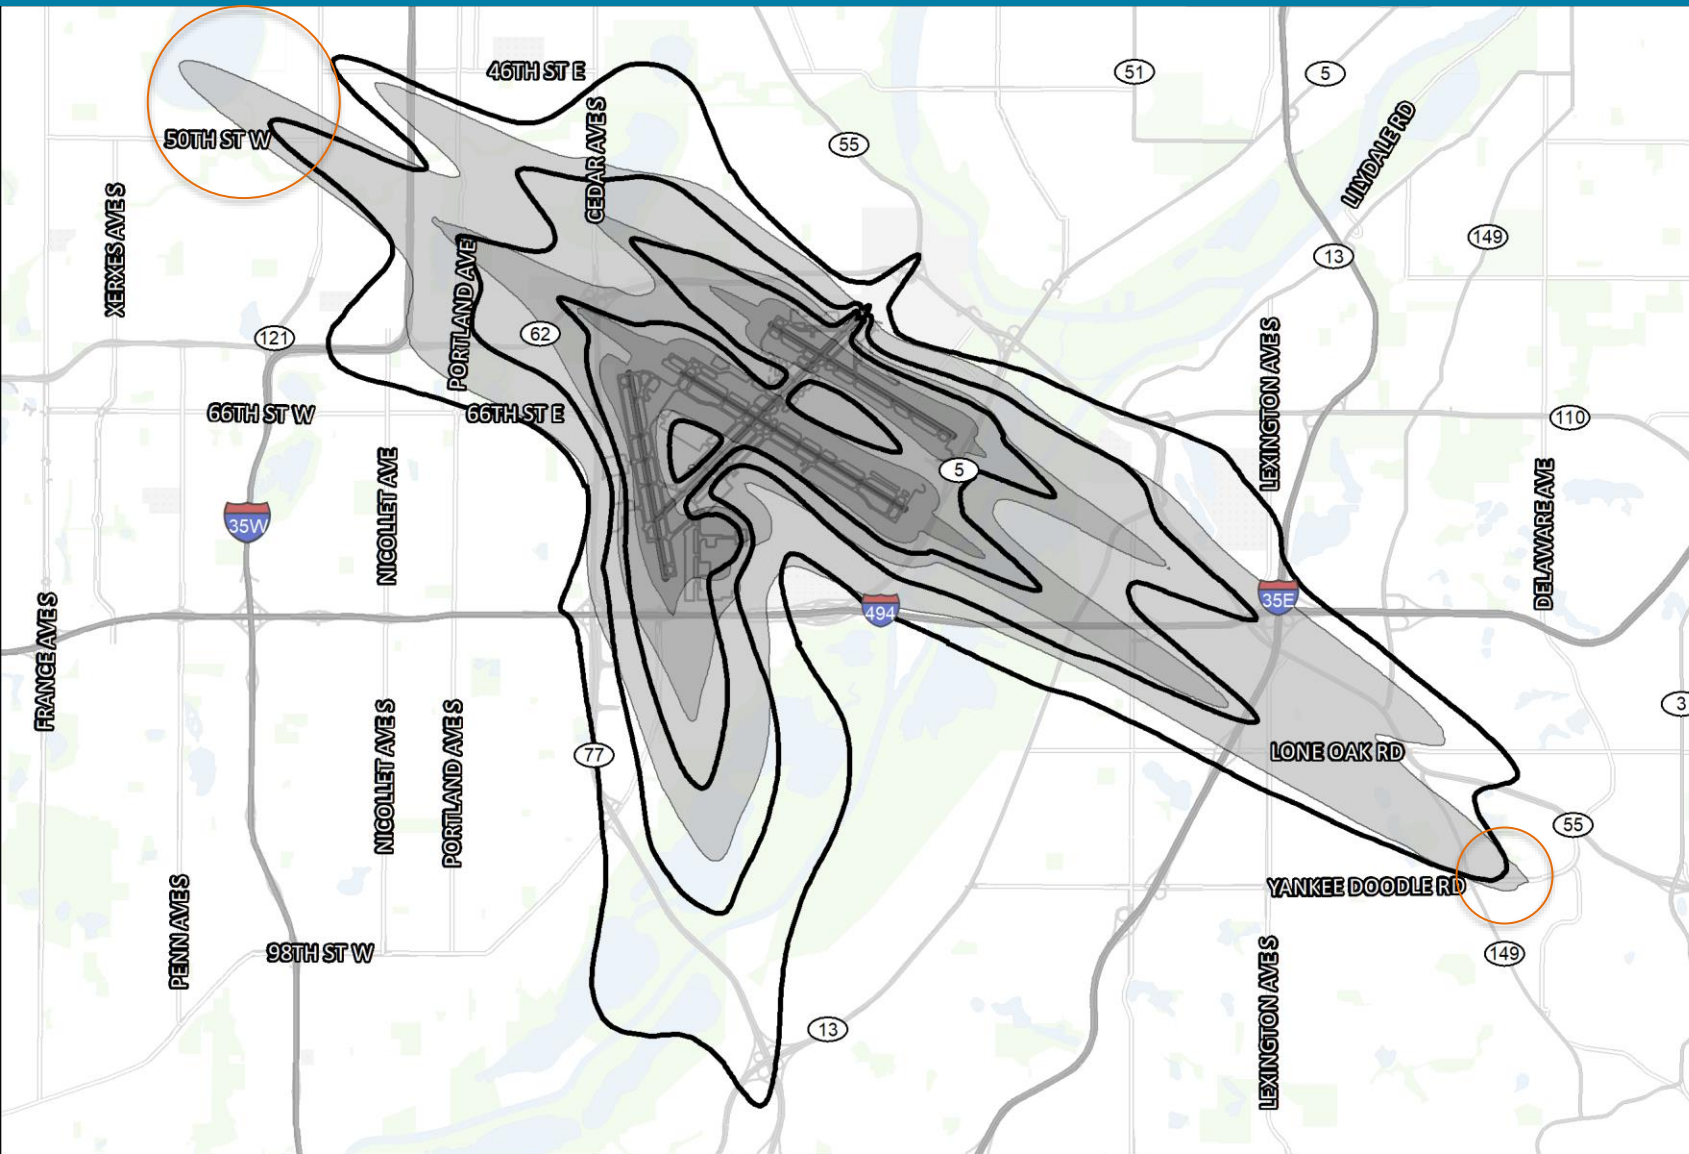 46TH ST E
51
5
CEDAR AVE S
55
50TH ST W
LILYDALE RD
XERXES AVE S
PORTLAND AVE
149
13
121
62
LEXINGTON AVE S
66TH ST W
66TH ST E
110
NICOLLET AVE
5
DELAWARE AVE
35W
FRANCE AVE S
494
35E
NICOLLET AVE S
PORTLAND AVE S
77
3
LONE OAK RD
55
YANKEE DOODLE RD
PENN AVE S
98TH ST W
149
LEXINGTON AVE S
13